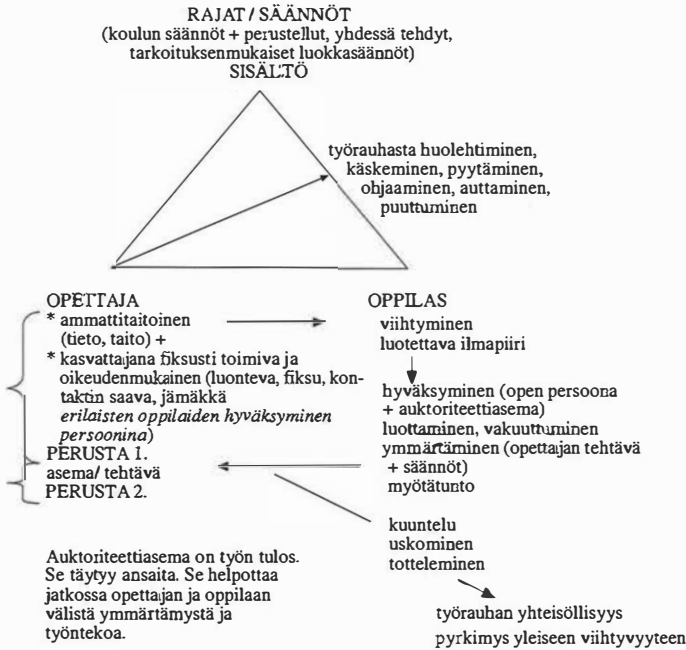 RAJAT / SÄÄNNÖT
(koulun säännöt + perustellut, yhdessä tehdyt,
tarkoituksenmukaiset luokkasäännöt)
SISÄLTÖ
työrauhasta huolehtiminen,
käskeminen, pyytäminen,
ohjaaminen, auttaminen,
puuttuminen
OPETTAJA
* ammattitaitoinen
(tieto, taito) +
* kasvattajana fiksusti toimiva ja
oikeudenmukainen (luonteva, fiksu, kon-
taktin saava, jämäkkä
erilaisten oppilaiden hyväksyminen
persoonina)
PERUSTA 1.
asema/ tehtävä
PERUSTA 2.
OPPILAS
viihtyminen
luotettava ilmapiiri
hyväksyminen (open persoona
+ auktoriteettiasema)
luottaminen, vakuuttuminen
ymmärtäminen (opettajan tehtävä
+ säännöt)
myötätunto
kuuntelu
uskominen
totteleminen
Auktoriteettiasema on työn tulos.
Se täytyy ansaita. Se helpottaa
jatkossa opettajan ja oppilaan
välistä ymmärtämystä ja
työntekoa.
työrauhan yhteisöllisyys
pyrkimys yleiseen viihtyvyyteen